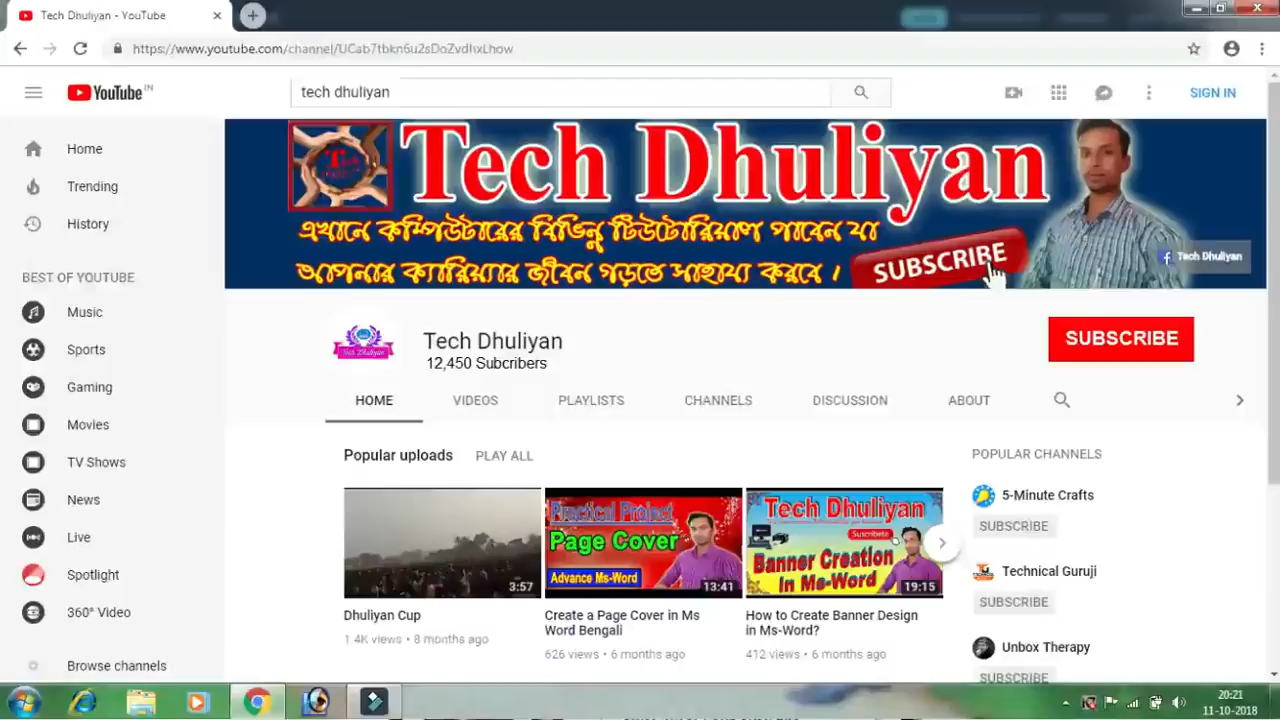 Tech Dhuliyan - YouTube
https://www.youtube.com/channel/UCab7tbkn6u2sDoZvdhxLhow
YouTube IN
tech dhuliyan
SIGN IN
Home
Trending
History
BEST OF YOUTUBE
Music
Sports
Gaming
Movies
TV Shows
News
Live
Spotlight
360° Video
Browse channels
Tech Dhuliyan
এখানে কম্পিউটারের বিভিন্ন টিউটোরিয়াল পাবেন যা
আপনার ক্যারিয়ার জীবন গড়তে সাহায্য করবে ।
SUBSCRIBE
Tech Dhuliyan
Tech Dhuliyan
Tech Dhuliyan
12,450 Subcribers
SUBSCRIBE
HOME VIDEOS PLAYLISTS CHANNELS DISCUSSION ABOUT
Popular uploads PLAY ALL
3:57
Dhuliyan Cup
1.4K views • 8 months ago
Practical Project
Page Cover
Advance Ms-Word
13:41
Create a Page Cover in Ms
Word Bengali
626 views • 6 months ago
Tech Dhuliyan
Suscribete
Banner Creation
In Ms-Word
19:15
How to Create Banner Design
in Ms-Word?
412 views • 6 months ago
POPULAR CHANNELS
5-Minute Crafts
SUBSCRIBE
Technical Guruji
SUBSCRIBE
Unbox Therapy
SUBSCRIBE
20:21
11-10-2018